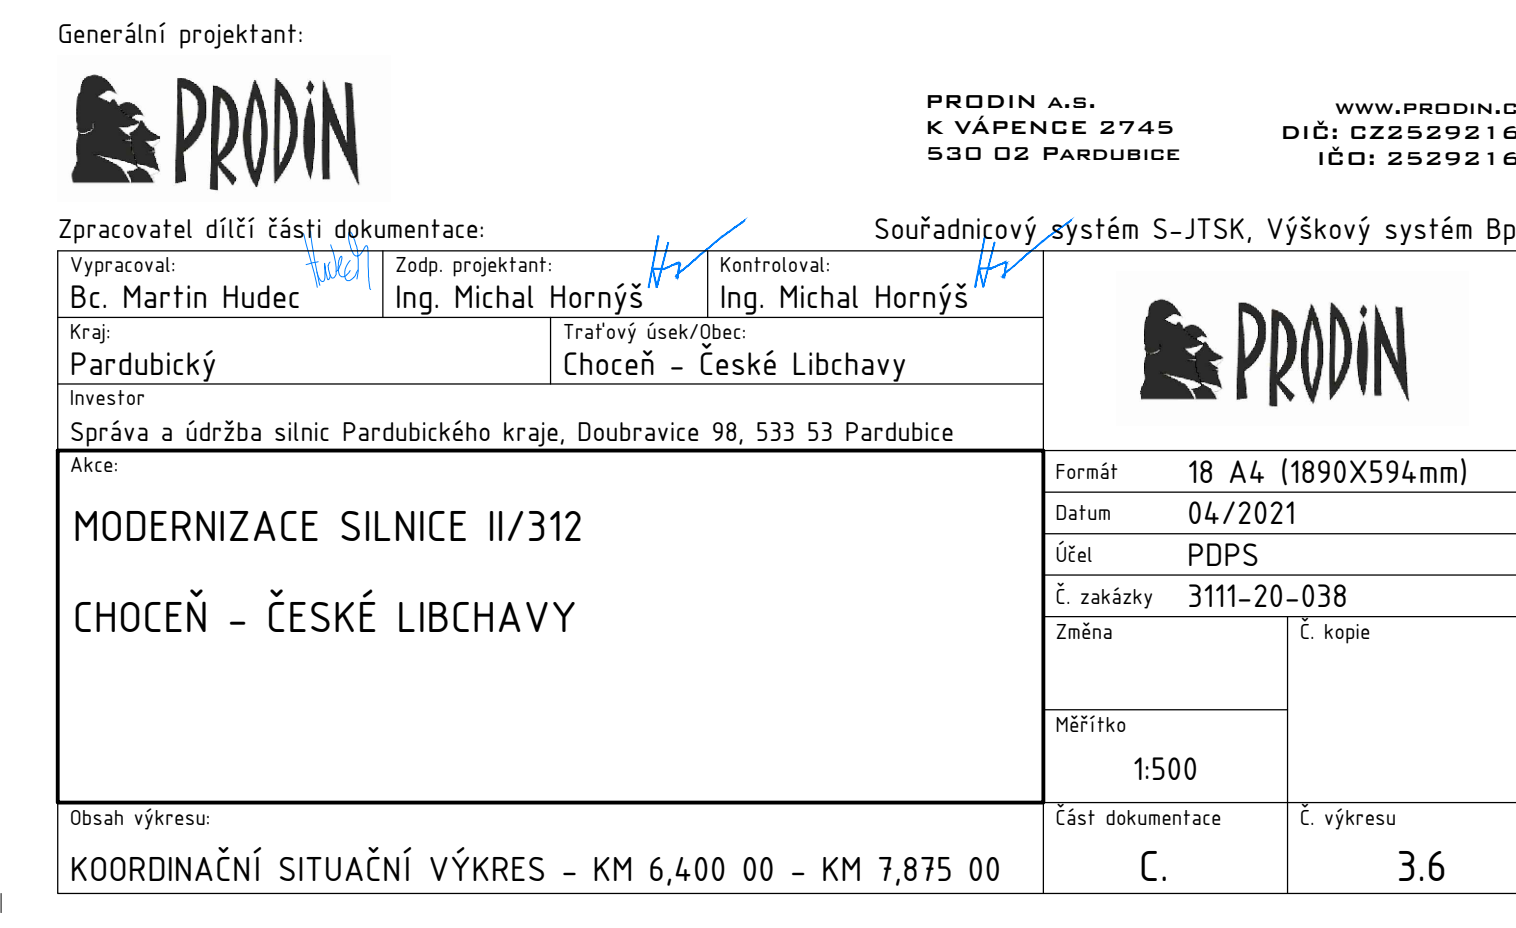 Generální projektant:
PRODIN
PRODIN A.S.
K VÁPENCE 2745
530 02 PARDUBICE
WWW.PRODIN.C
DIČ: CZ2529216
IČO: 2529216
Zpracovatel dílčí části dokumentace:
Souřadnicový systém S-JTSK, Výškový systém Bp
Vypracoval:
Bc. Martin Hudec
Hudec
Zodp. projektant:
Ing. Michal Hornýš
Kontroloval:
Ing. Michal Hornýš
Kraj:
Pardubický
Traťový úsek/Obec:
Choceň - České Libchavy
Investor
Správa a údržba silnic Pardubického kraje, Doubravice 98, 533 53 Pardubice
PRODIN
Akce:
MODERNIZACE SILNICE II/312
CHOCEŇ - ČESKÉ LIBCHAVY
Formát 18 A4 (1890X594mm)
Datum 04/2021
Účel PDPS
Č. zakázky 3111-20-038
Změna
Č. kopie
Měřítko
1:500
Obsah výkresu:
KOORDINAČNÍ SITUAČNÍ VÝKRES - KM 6,400 00 - KM 7,875 00
Část dokumentace
C.
Č. výkresu
3.6